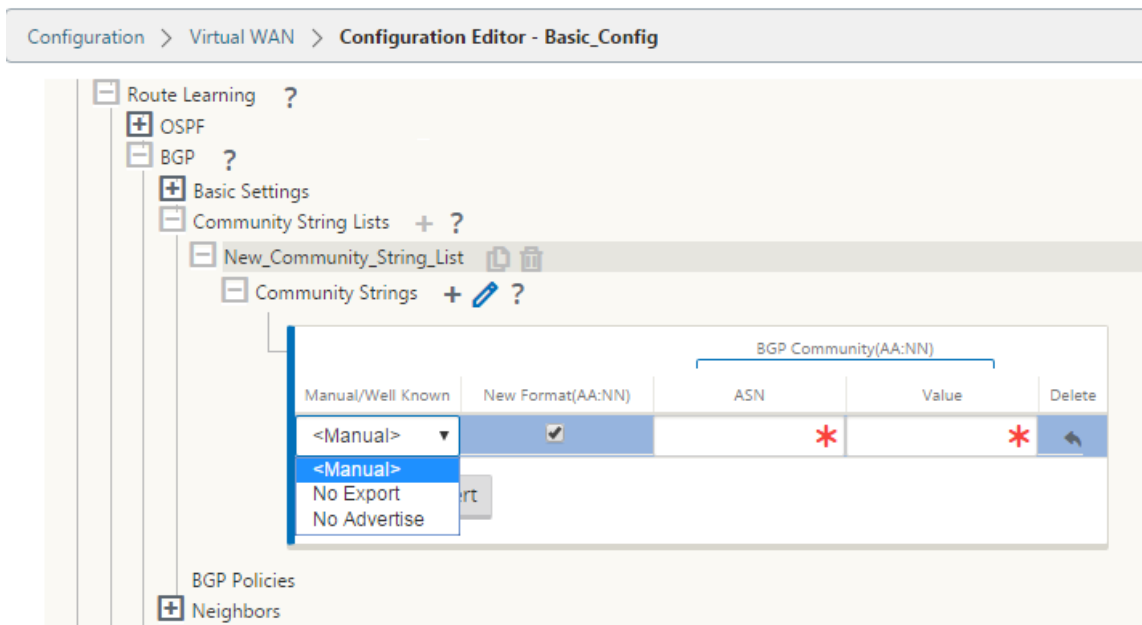 Configuration > Virtual WAN > Configuration Editor - Basic_Config
Route Learning ?
OSPF
BGP ?
Basic Settings
Community String Lists + ?
New_Community_String_List
Community Strings + ?
BGP Community(AA:NN)
Manual/Well Known New Format(AA:NN) ASN Value Delete
<Manual> * *
<Manual>
No Export
No Advertise
BGP Policies
Neighbors